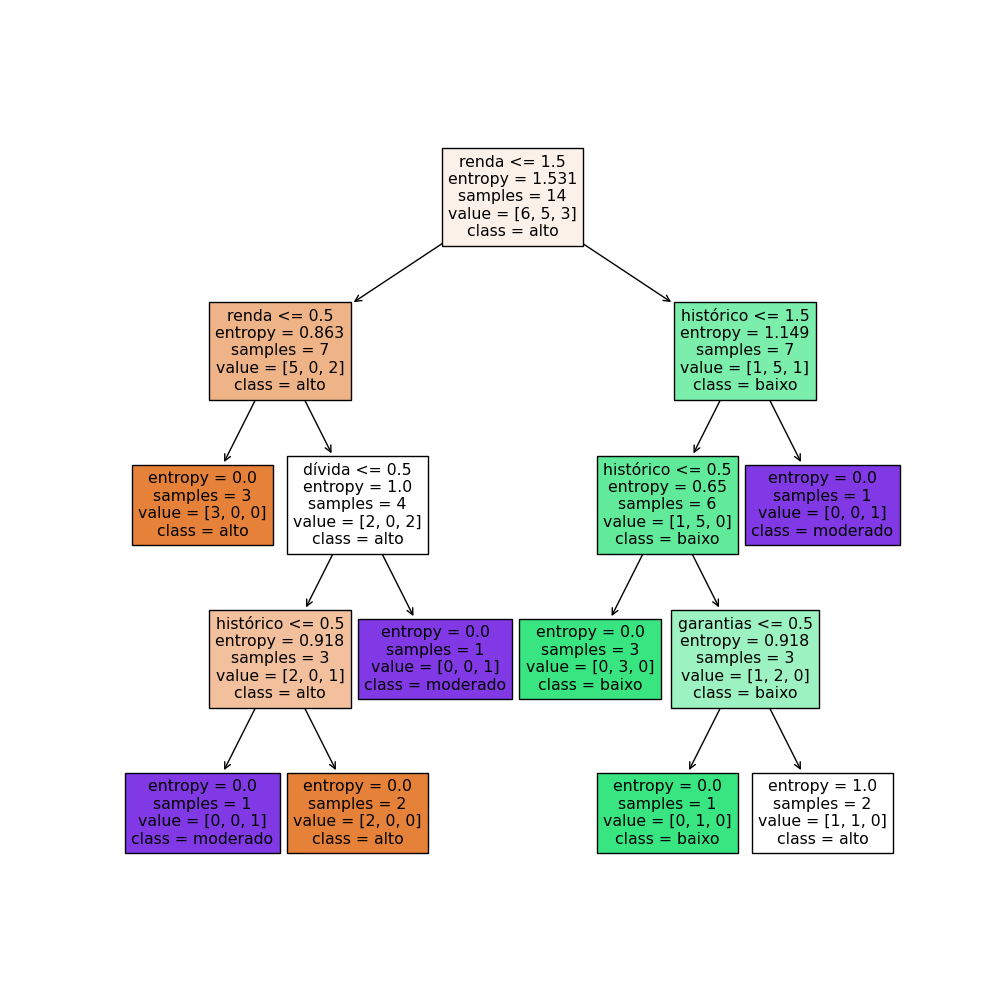 renda <= 1.5
entropy = 1.531
samples = 14
value = [6, 5, 3]
class = alto
renda <= 0.5
entropy = 0.863
samples = 7
value = [5, 0, 2]
class = alto
histórico <= 1.5
entropy = 1.149
samples = 7
value = [1, 5, 1]
class = baixo
entropy = 0.0
samples = 3
value = [3, 0, 0]
class = alto
dívida <= 0.5
entropy = 1.0
samples = 4
value = [2, 0, 2]
class = alto
histórico <= 0.5
entropy = 0.65
samples = 6
value = [1, 5, 0]
class = baixo
entropy = 0.0
samples = 1
value = [0, 0, 1]
class = moderado
histórico <= 0.5
entropy = 0.918
samples = 3
value = [2, 0, 1]
class = alto
entropy = 0.0
samples = 1
value = [0, 0, 1]
class = moderado
entropy = 0.0
samples = 3
value = [0, 3, 0]
class = baixo
garantias <= 0.5
entropy = 0.918
samples = 3
value = [1, 2, 0]
class = baixo
entropy = 0.0
samples = 1
value = [0, 0, 1]
class = moderado
entropy = 0.0
samples = 2
value = [2, 0, 0]
class = alto
entropy = 0.0
samples = 1
value = [0, 1, 0]
class = baixo
entropy = 1.0
samples = 2
value = [1, 1, 0]
class = alto